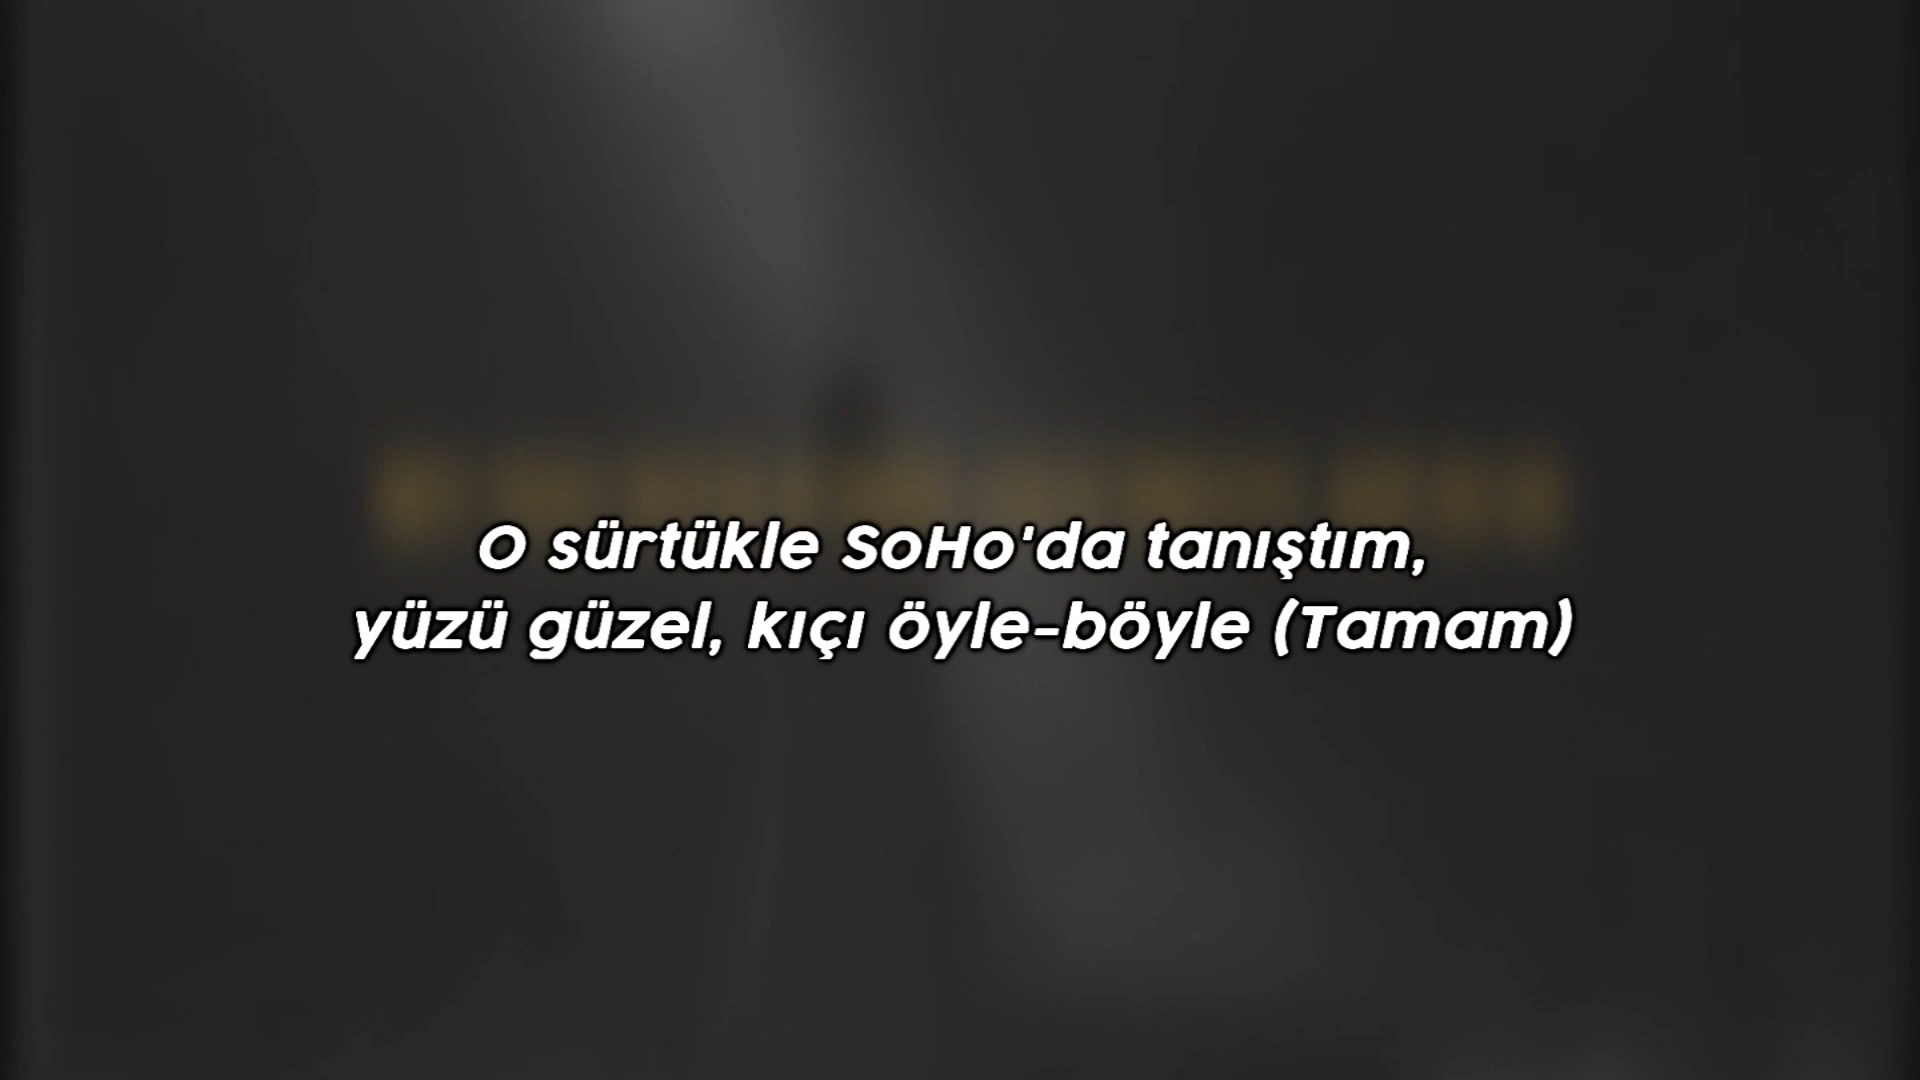 O sürtükle SoHo'da tanıştım,
yüzü güzel, kıçı öyle-böyle (Tamam)